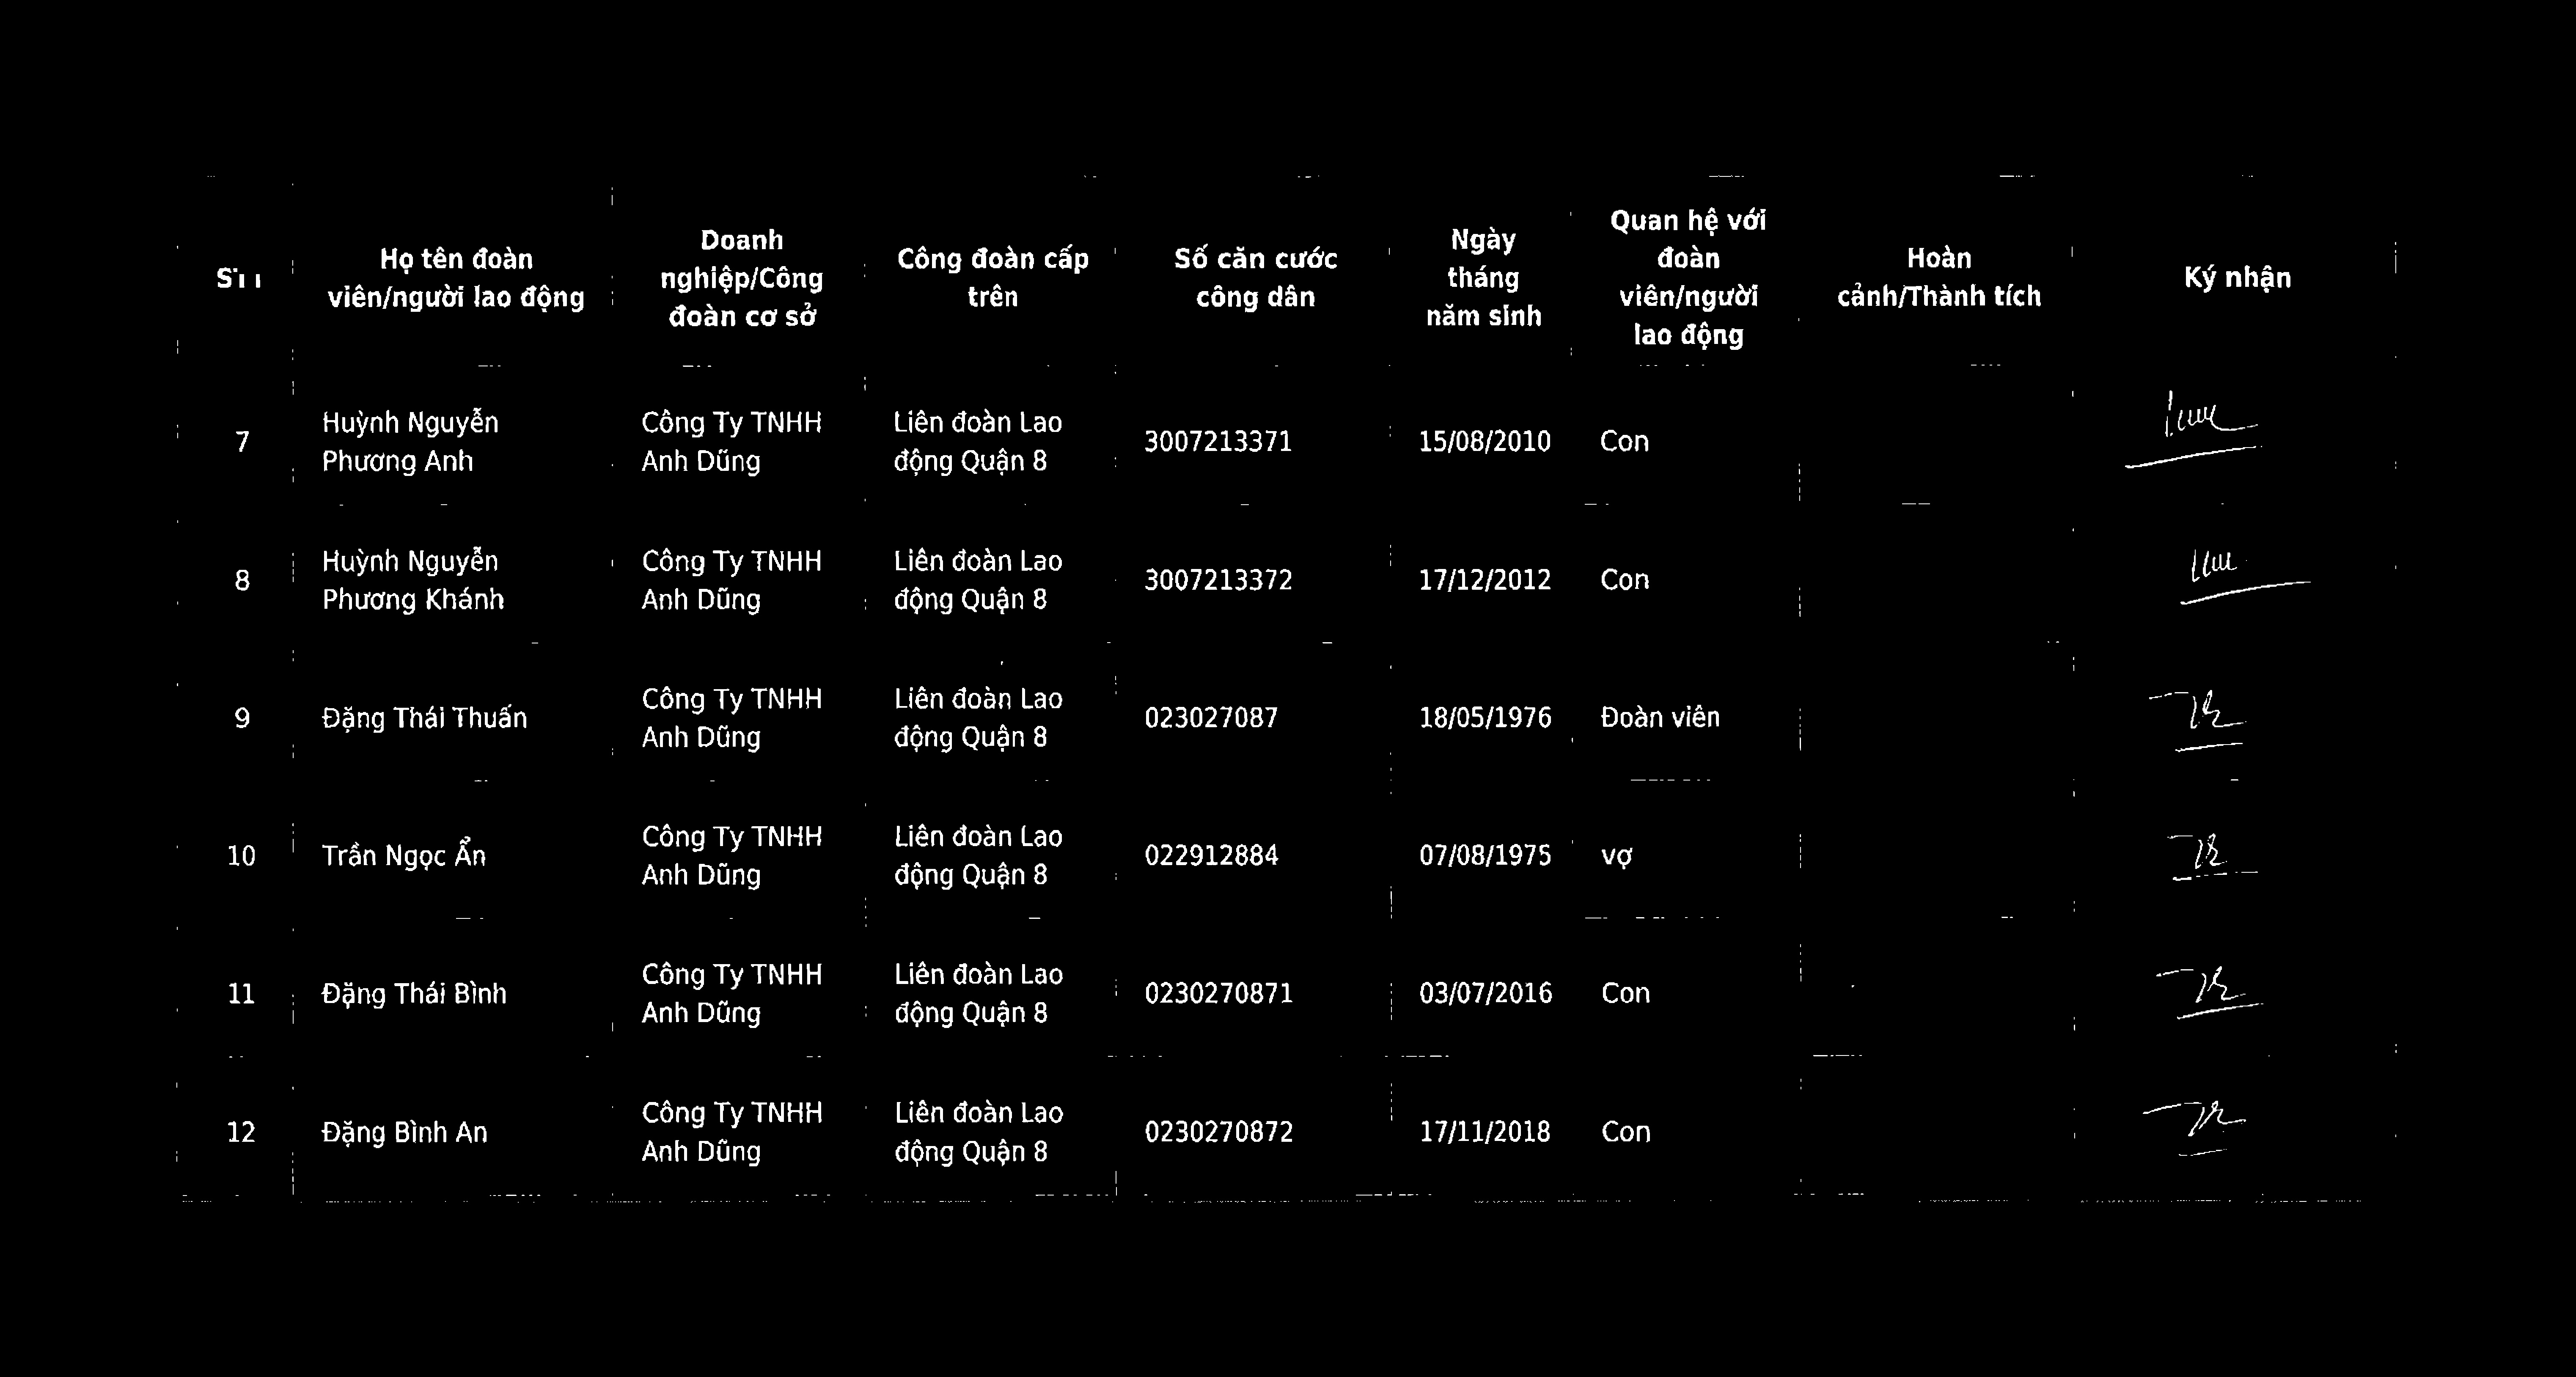 STT
Họ tên đoàn
viên/người lao động
Doanh
nghiệp/Công
đoàn cơ sở
Công đoàn cấp
trên
Số căn cước
công dân
Ngày
tháng
năm sinh
Quan hệ với
đoàn
viên/người
lao động
Hoàn
cảnh/Thành tích
Ký nhận
7
Huỳnh Nguyễn
Phương Anh
Công Ty TNHH
Anh Dũng
Liên đoàn Lao
động Quận 8
3007213371
15/08/2010
Con
8
Huỳnh Nguyễn
Phương Khánh
Công Ty TNHH
Anh Dũng
Liên đoàn Lao
động Quận 8
3007213372
17/12/2012
Con
9
Đặng Thái Thuấn
Công Ty TNHH
Anh Dũng
Liên đoàn Lao
động Quận 8
023027087
18/05/1976
Đoàn viên
10
Trần Ngọc Ẩn
Công Ty TNHH
Anh Dũng
Liên đoàn Lao
động Quận 8
022912884
07/08/1975
vợ
11
Đặng Thái Bình
Công Ty TNHH
Anh Dũng
Liên đoàn Lao
động Quận 8
0230270871
03/07/2016
Con
12
Đặng Bình An
Công Ty TNHH
Anh Dũng
Liên đoàn Lao
động Quận 8
0230270872
17/11/2018
Con